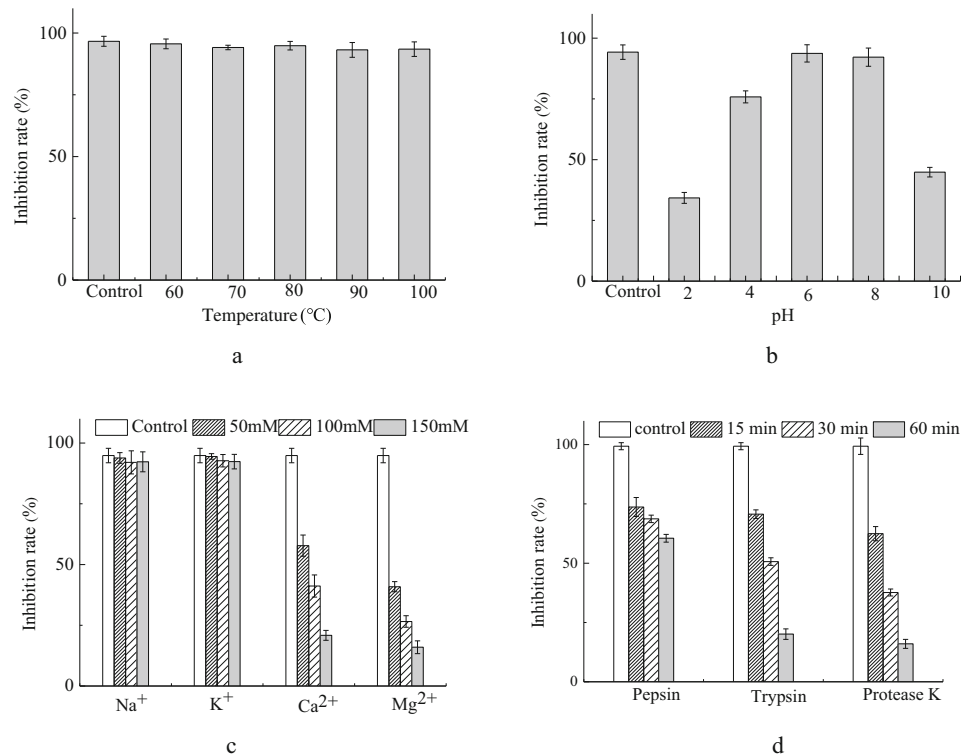 100
50
0
Inhibition rate (%)
Control 60 70 80 90 100
Temperature (°C)
a
100
50
0
Inhibition rate (%)
Control 2 4 6 8 10
pH
b
Control 50mM 100mM 150mM
100
50
0
Inhibition rate (%)
Na+ K+ Ca2+ Mg2+
c
control 15 min 30 min 60 min
100
50
0
Inhibition rate (%)
Pepsin Trypsin Protease K
d